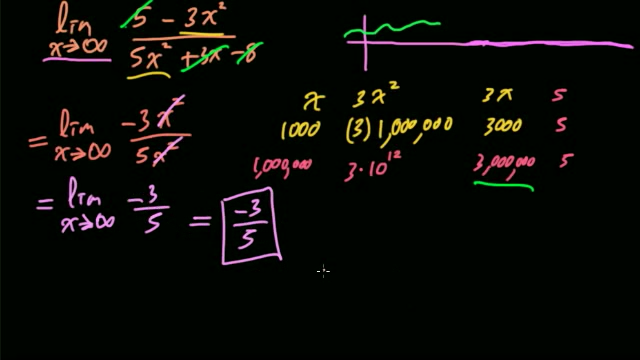 lim x→∞ (5 - 3x²)/(5x² + 3x - 8)
= lim x→∞ (-3x²)/(5x²)
= lim x→∞ -3/5 = -3/5
x 3x² 3x 5
1000 (3)1,000,000 3000 5
1,000,000 3·10¹² 3,000,000 5